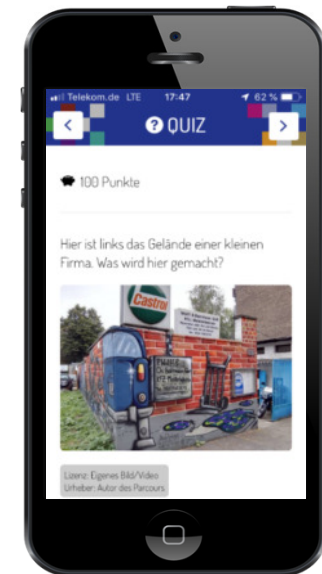 Telekom.de LTE 17:47 62 %
? QUIZ
100 Punkte
Hier ist links das Gelände einer kleinen
Firma. Was wird hier gemacht?
Castrol
Lizenz: Eigenes Bild/Video
Urheber: Autor des Parcours